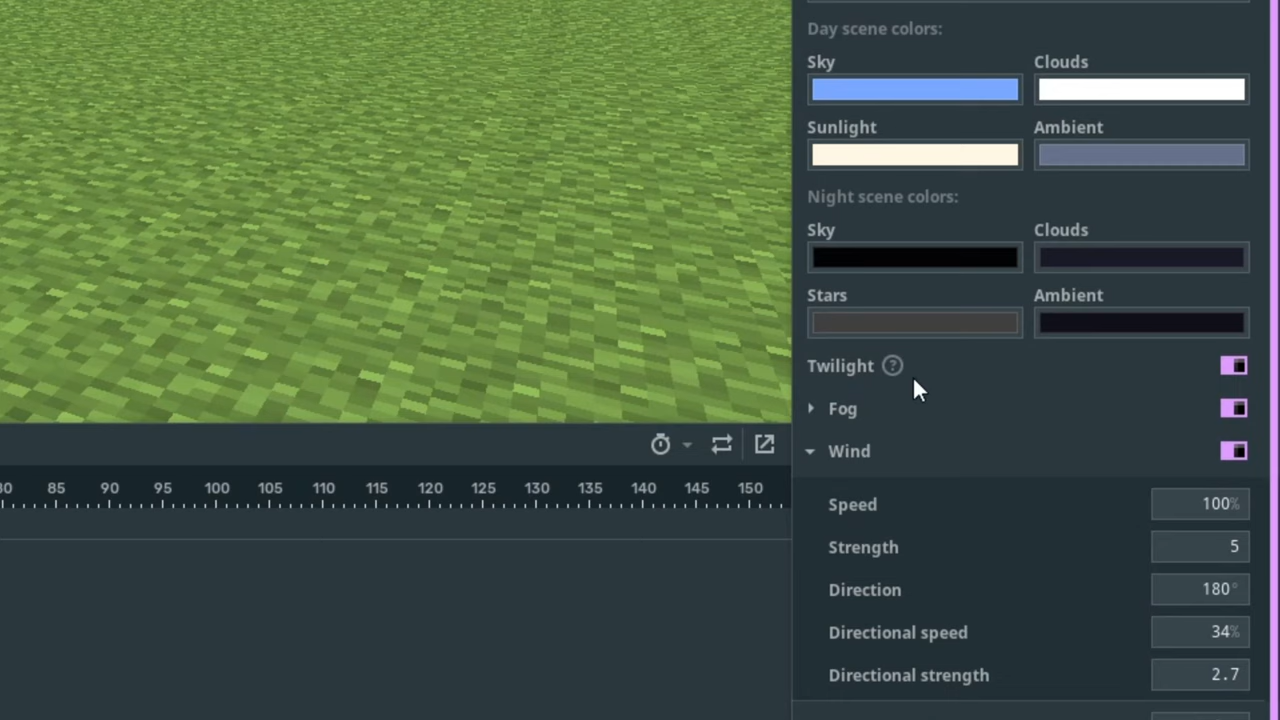 Day scene colors:
Sky Clouds
Sunlight Ambient
Night scene colors:
Sky Clouds
Stars Ambient
Twilight ?
Fog
Wind
Speed 100%
Strength 5
Direction 180°
Directional speed 34%
Directional strength 2.7
80 85 90 95 100 105 110 115 120 125 130 135 140 145 150